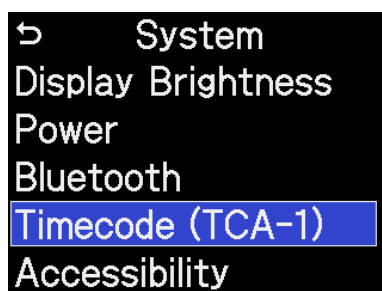 System
Display Brightness
Power
Bluetooth
Timecode (TCA-1)
Accessibility